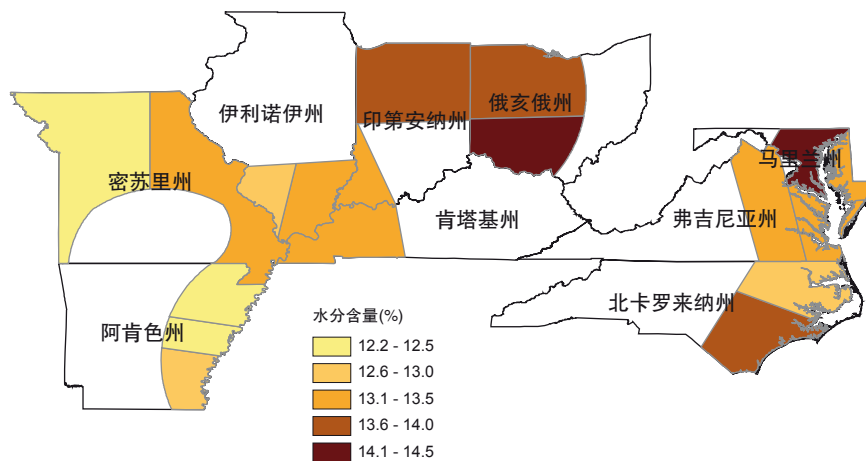 伊利诺伊州
印第安纳州
俄亥俄州
密苏里州
马里兰州
肯塔基州
弗吉尼亚州
北卡罗来纳州
阿肯色州
水分含量(%)
12.2 - 12.5
12.6 - 13.0
13.1 - 13.5
13.6 - 14.0
14.1 - 14.5